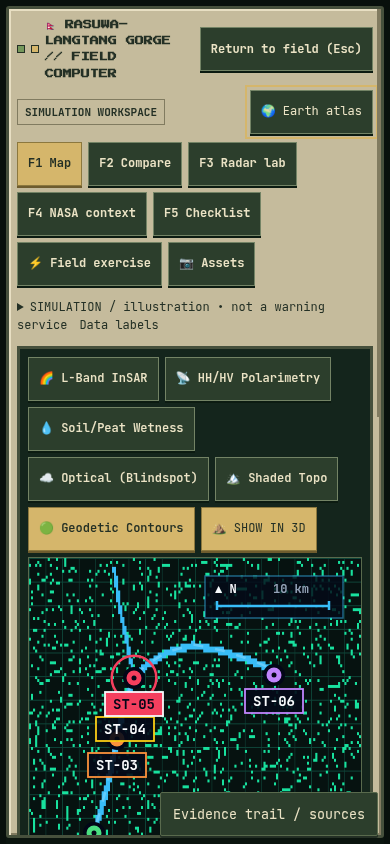 🇳🇵 RASUWA-
LANGTANG GORGE
// FIELD
COMPUTER
Return to field (Esc)
SIMULATION WORKSPACE
🌍 Earth atlas
F1 Map
F2 Compare
F3 Radar lab
F4 NASA context
F5 Checklist
⚡ Field exercise
📷 Assets
▶ SIMULATION / illustration • not a warning
service Data labels
🌈 L-Band InSAR
📡 HH/HV Polarimetry
💧 Soil/Peat Wetness
☁️ Optical (Blindspot)
🏔️ Shaded Topo
🟢 Geodetic Contours
⛰️ SHOW IN 3D
▲ N 10 km
ST-05
ST-06
ST-04
ST-03
Evidence trail / sources